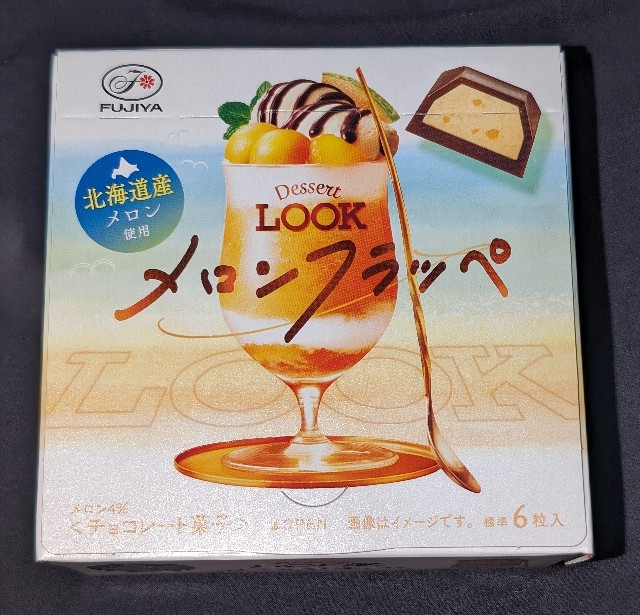 FUJIYA
北海道産
メロン
使用
Dessert
LOOK
メロンフラッペ
LOOK
メロン4%
チョコレート菓子 画像はイメージです。 標準6粒入